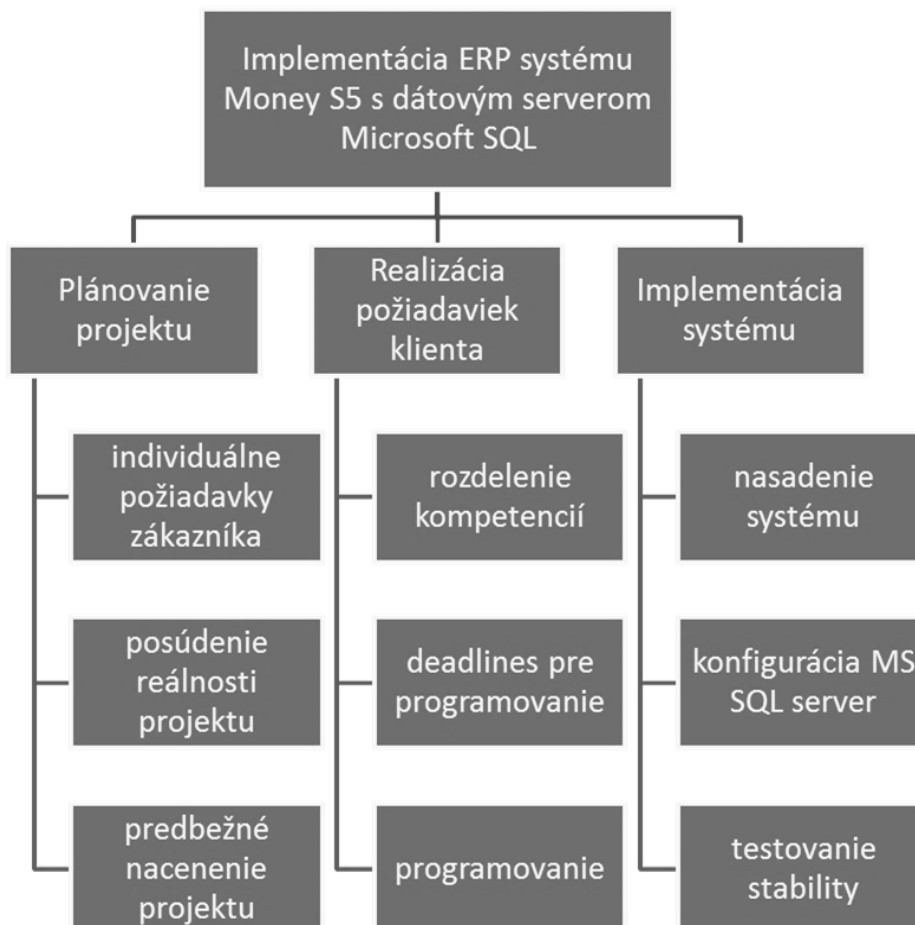 Implementácia ERP systému
Money S5 s dátovým serverom
Microsoft SQL
Plánovanie
projektu
Realizácia
požiadaviek
klienta
Implementácia
systému
individuálne
požiadavky
zákazníka
rozdelenie
kompetencií
nasadenie
systému
posúdenie
reálnosti
projektu
deadlines pre
programovanie
konfigurácia MS
SQL server
predbežné
nacenenie
projektu
programovanie
testovanie
stability